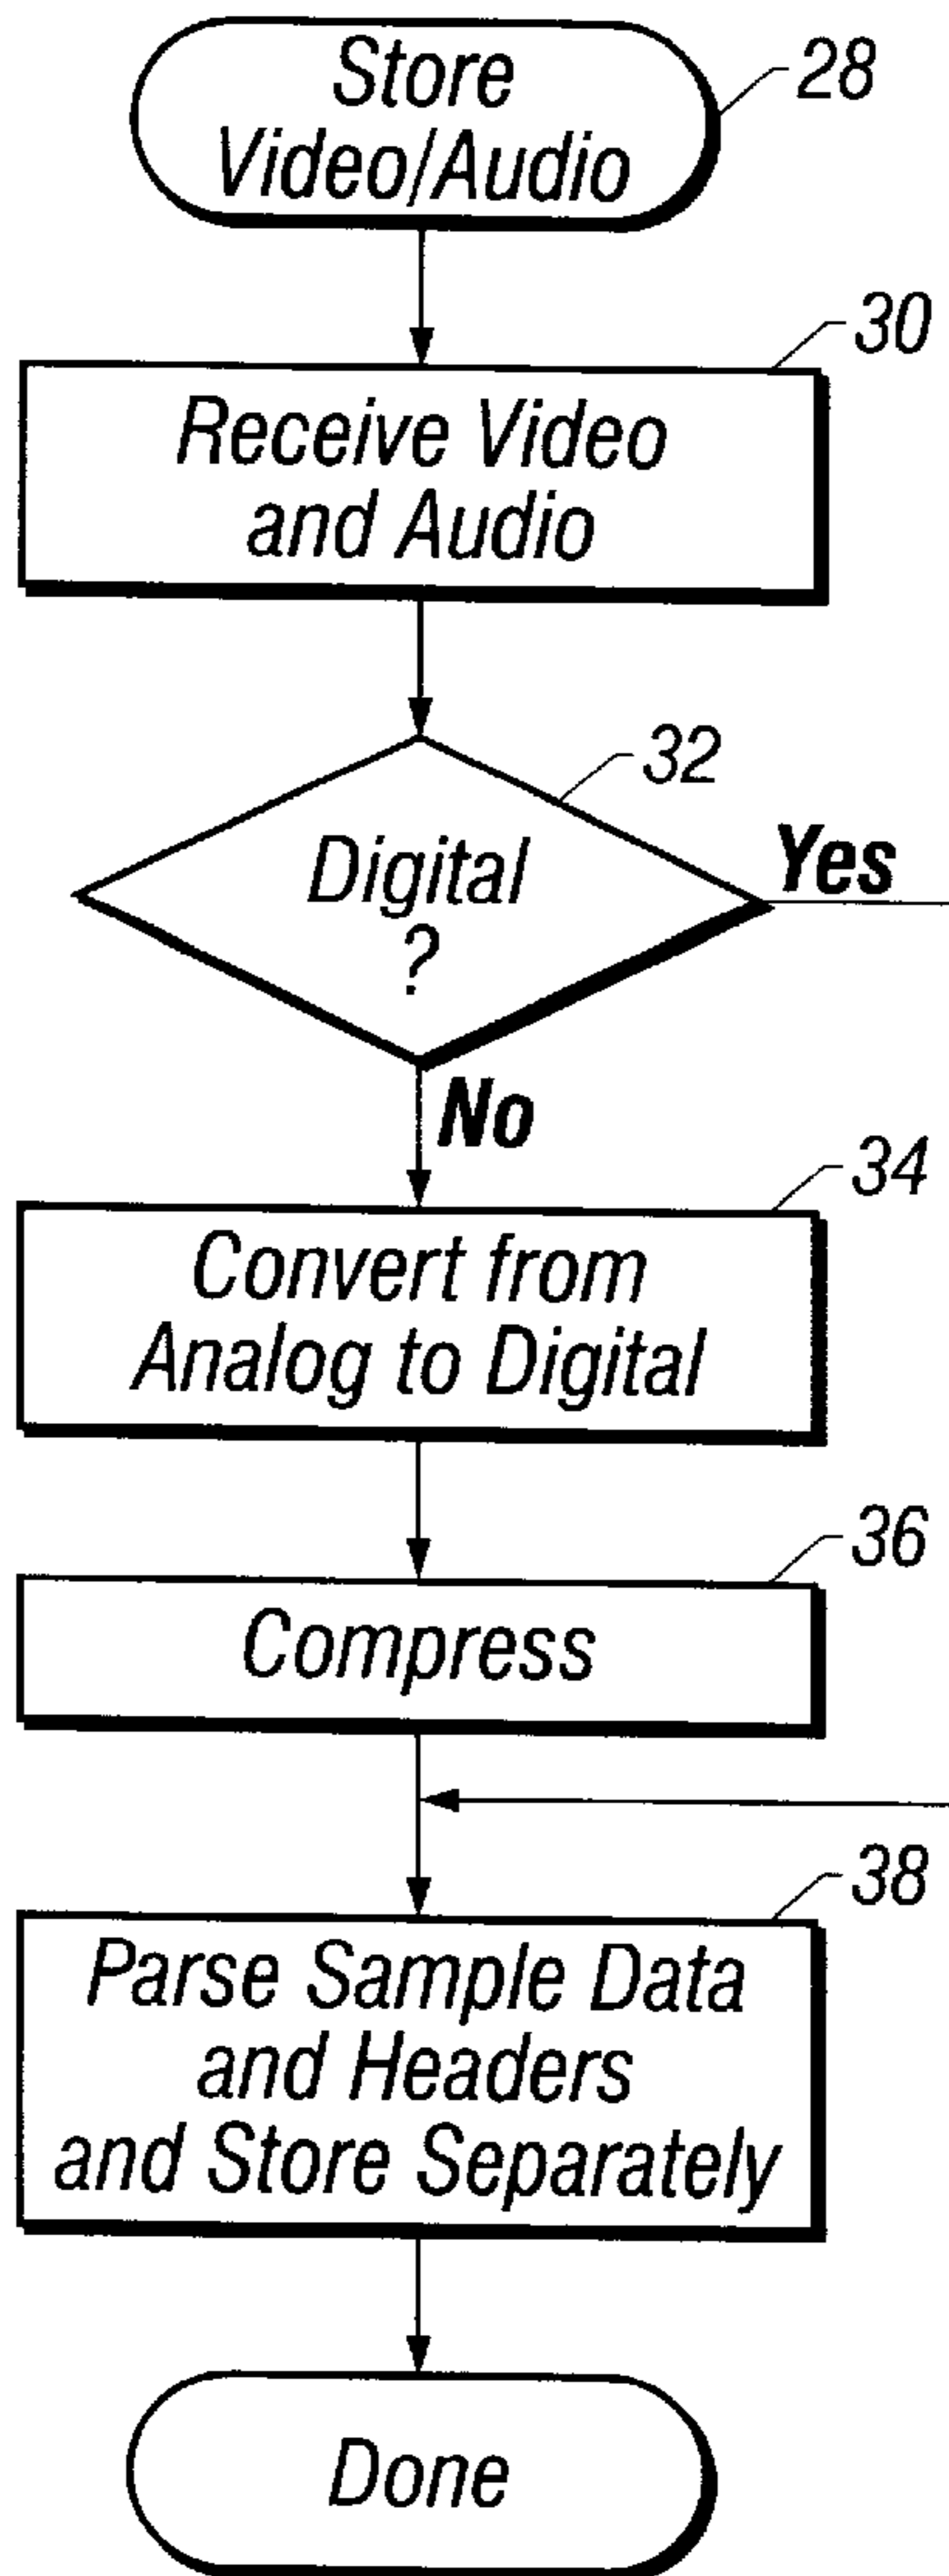 Store
Video/Audio
28
30
Receive Video
and Audio
32
Digital
?
Yes
No
34
Convert from
Analog to Digital
36
Compress
38
Parse Sample Data
and Headers
and Store Separately
Done